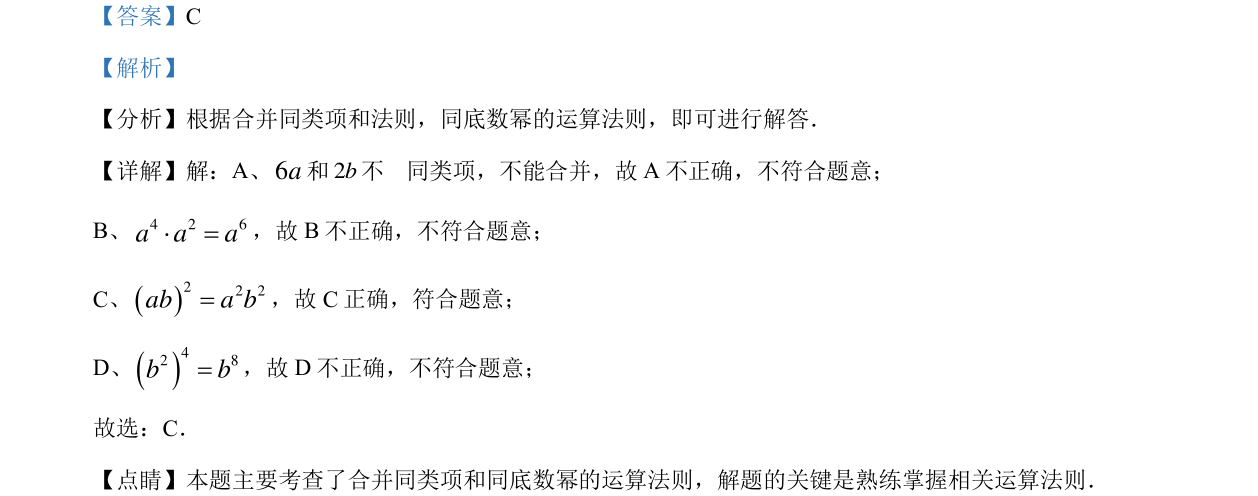 【答案】C
【解析】
【分析】根据合并同类项和法则，同底数幂的运算法则，即可进行解答．
【详解】解：A、6a 和 2b 不 同类项，不能合并，故 A 不正确，不符合题意；
B、a⁴·a²=a⁶，故 B 不正确，不符合题意；
C、(ab)²=a²b²，故 C 正确，符合题意；
D、(b²)⁴=b⁸，故 D 不正确，不符合题意；
故选：C．
【点睛】本题主要考查了合并同类项和同底数幂的运算法则，解题的关键是熟练掌握相关运算法则．